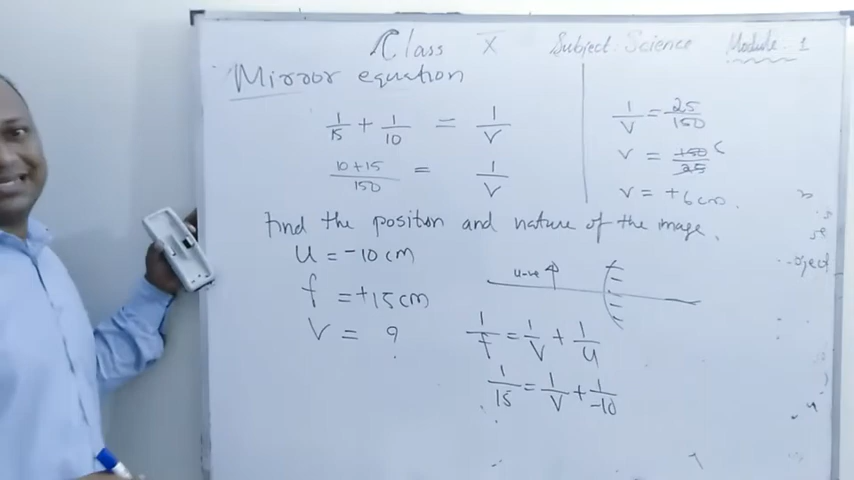 Class X Subject: Science Module - 1
Mirror equation
1/15 + 1/10 = 1/v
10+15/150 = 1/v
1/v = 25/150
v = 150/25 6
v = +6cm.
find the position and nature of the image.
u = -10 cm
f = +15 cm
v = ?
u-ve
1/f = 1/v + 1/u
1/15 = 1/v + 1/-10